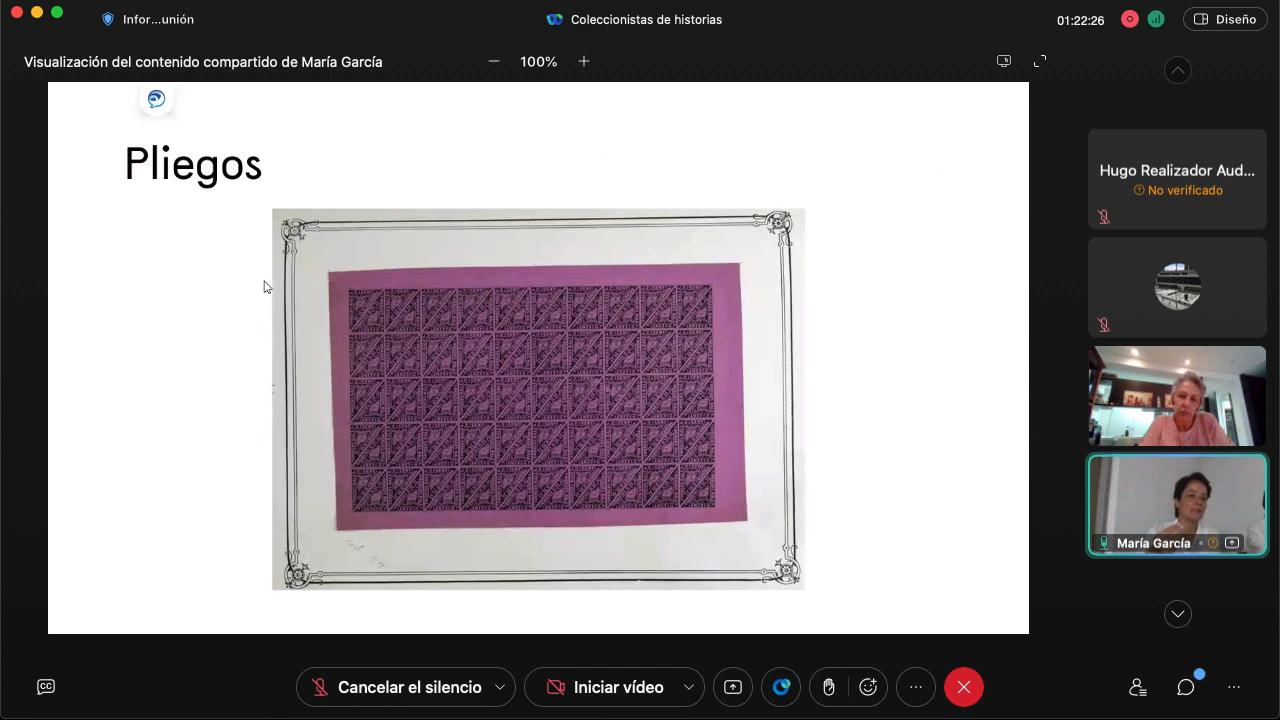 Infor...unión
Coleccionistas de historias
01:22:26
Diseño
Visualización del contenido compartido de María García
100%
Pliegos
Hugo Realizador Aud...
No verificado
María García
CC
Cancelar el silencio
Iniciar vídeo